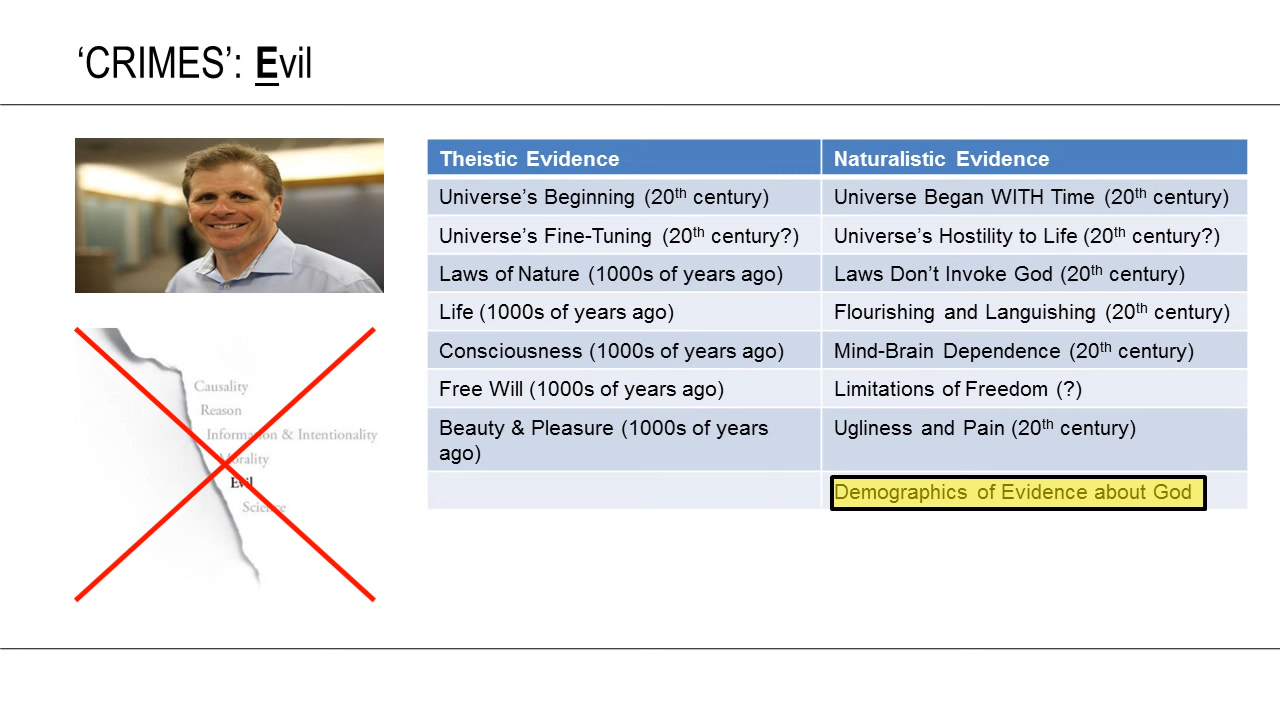 ‘CRIMES’: Evil
Causality
Reason
Information & Intentionality
Morality
Evil
Science
Theistic Evidence
Naturalistic Evidence
Universe’s Beginning (20th century)
Universe Began WITH Time (20th century)
Universe’s Fine-Tuning (20th century?)
Universe’s Hostility to Life (20th century?)
Laws of Nature (1000s of years ago)
Laws Don’t Invoke God (20th century)
Life (1000s of years ago)
Flourishing and Languishing (20th century)
Consciousness (1000s of years ago)
Mind-Brain Dependence (20th century)
Free Will (1000s of years ago)
Limitations of Freedom (?)
Beauty & Pleasure (1000s of years
ago)
Ugliness and Pain (20th century)
Demographics of Evidence about God